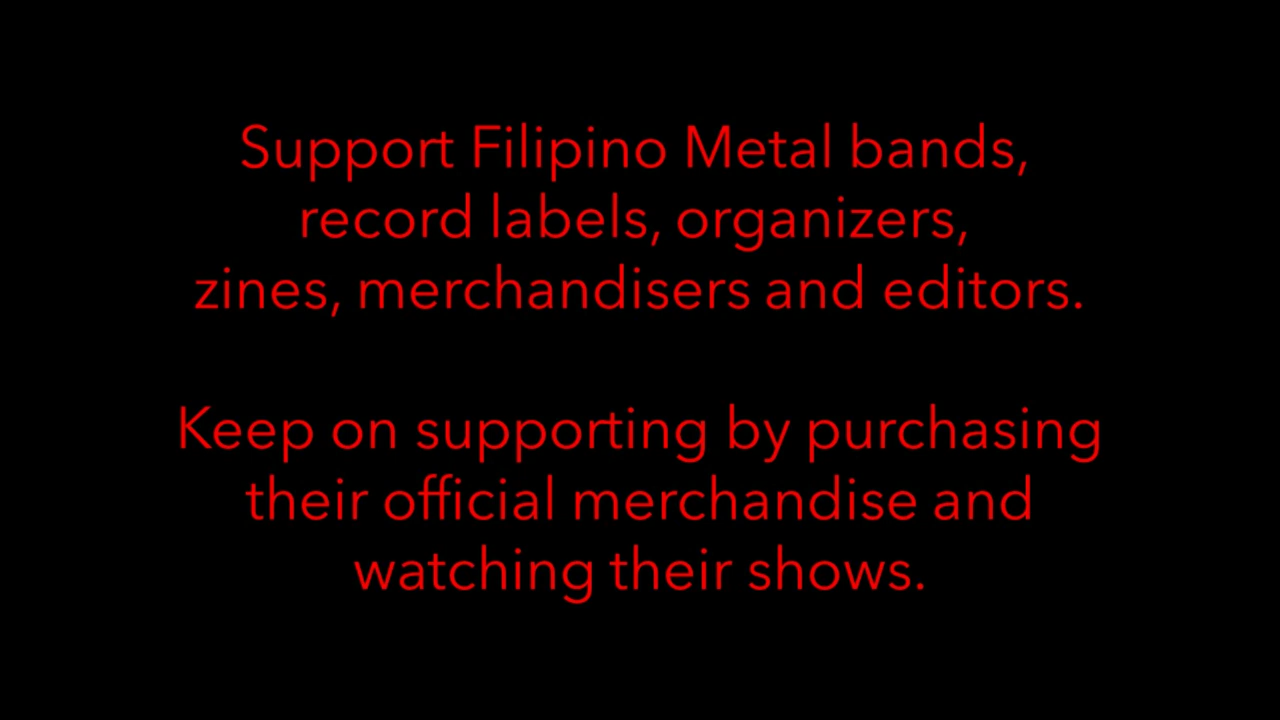 Support Filipino Metal bands,
record labels, organizers,
zines, merchandisers and editors.
Keep on supporting by purchasing
their official merchandise and
watching their shows.